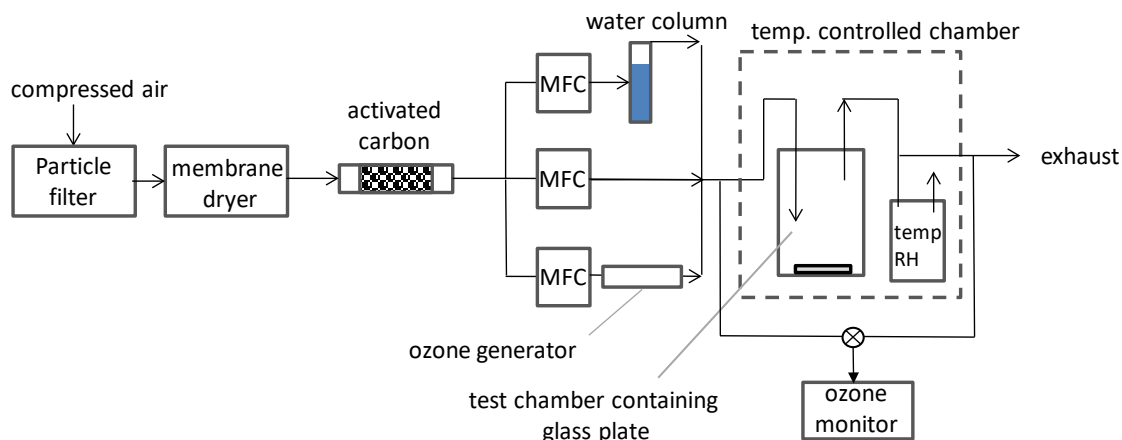 water column
temp. controlled chamber
compressed air
activated
carbon
MFC
Particle
filter
membrane
dryer
MFC
exhaust
temp
RH
MFC
ozone generator
test chamber containing
glass plate
ozone
monitor